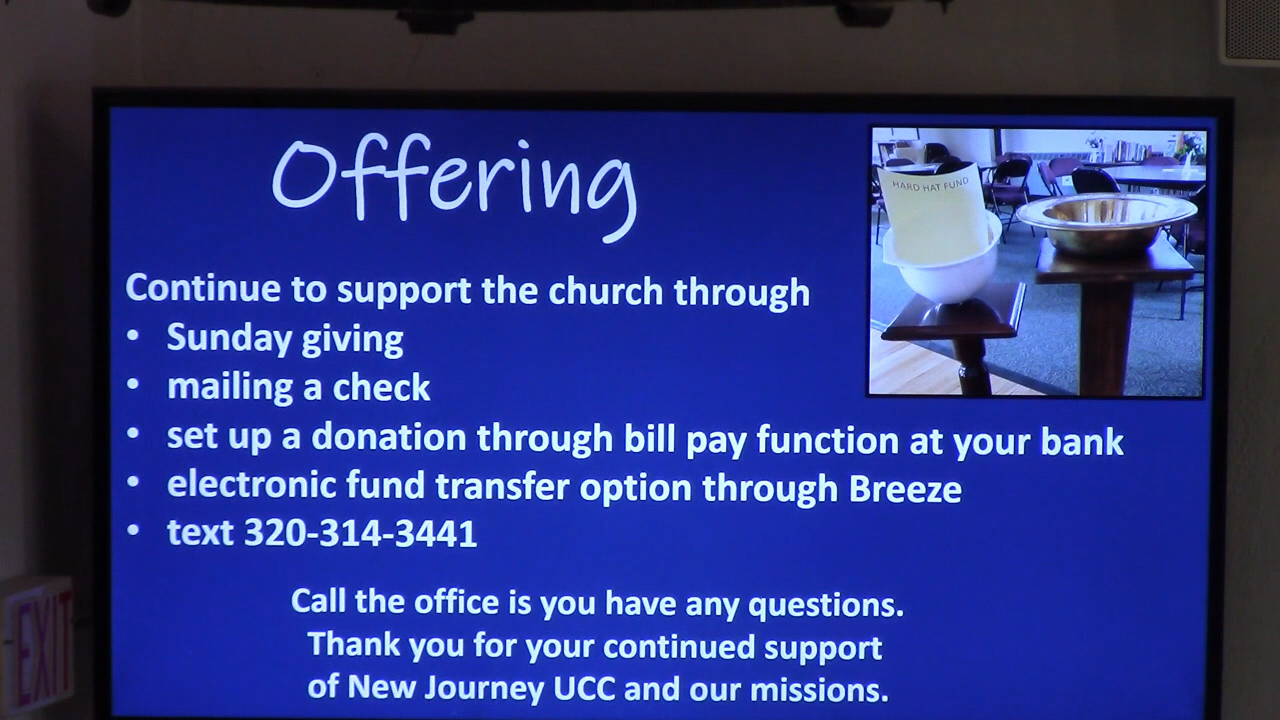 Offering
HARD HAT FUND
Continue to support the church through
• Sunday giving
• mailing a check
• set up a donation through bill pay function at your bank
• electronic fund transfer option through Breeze
• text 320-314-3441
Call the office is you have any questions.
Thank you for your continued support
of New Journey UCC and our missions.
EXIT